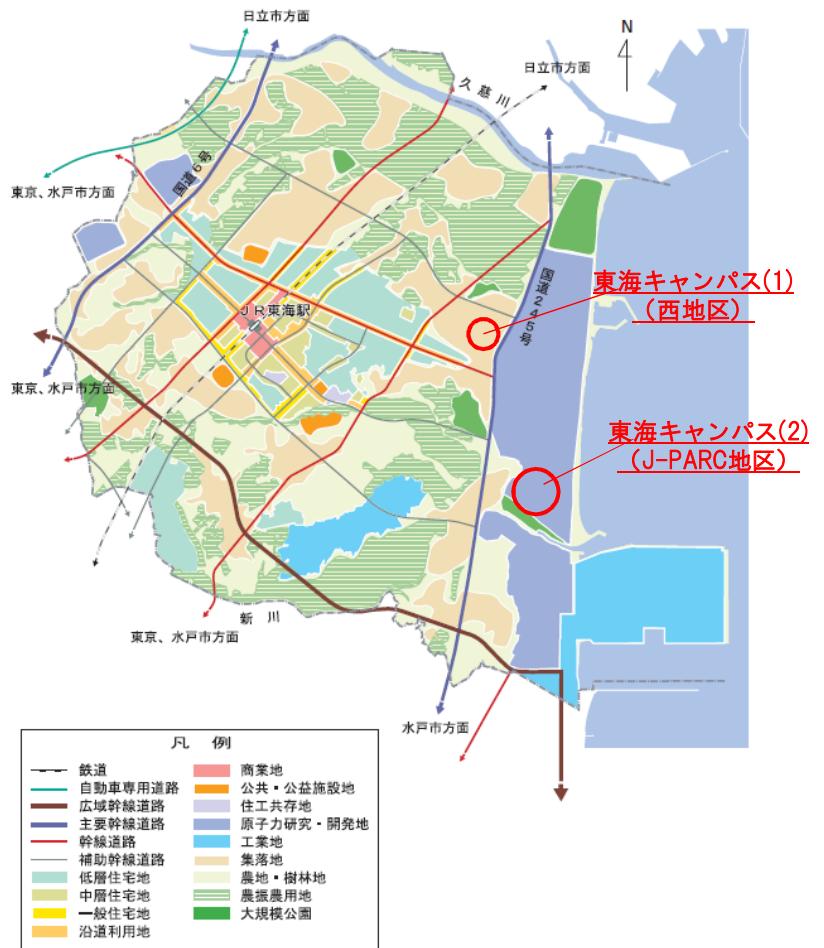 日立市方面
N
日立市方面
久慈川
国道6号
東京、水戸市方面
東海キャンパス(1)
(西地区)
国道245号
JR東海駅
東京、水戸市方面
東海キャンパス(2)
(J-PARC地区)
新川
東京、水戸市方面
水戸市方面
凡 例
鉄道
自動車専用道路
広域幹線道路
主要幹線道路
幹線道路
補助幹線道路
低層住宅地
中層住宅地
一般住宅地
沿道利用地
商業地
公共・公益施設地
住工共存地
原子力研究・開発地
工業地
集落地
農地・樹林地
農振農用地
大規模公園